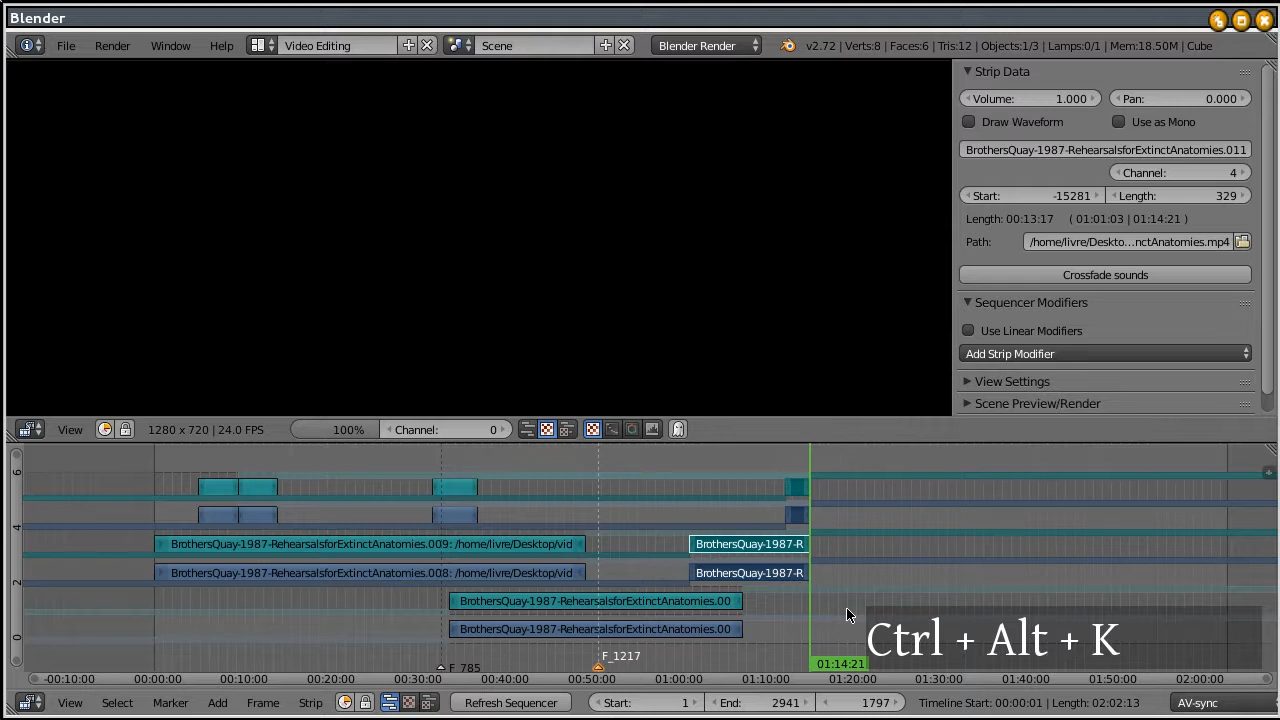 Blender
File Render Window Help Video Editing Scene Blender Render v2.72 | Verts:8 | Faces:6 | Tris:12 | Objects:1/3 | Lamps:0/1 | Mem:18.50M | Cube
Strip Data
Volume: 1.000 Pan: 0.000
Draw Waveform Use as Mono
BrothersQuay-1987-RehearsalsforExtinctAnatomies.011
Channel: 4
Start: -15281 Length: 329
Length: 00:13:17 ( 01:01:03 | 01:14:21 )
Path: /home/livre/Deskto...nctAnatomies.mp4
Crossfade sounds
Sequencer Modifiers
Use Linear Modifiers
Add Strip Modifier
View Settings
Scene Preview/Render
View 1280 x 720 | 24.0 FPS 100% Channel: 0
6
4
BrothersQuay-1987-RehearsalsforExtinctAnatomies.009: /home/livre/Desktop/vid BrothersQuay-1987-R
2
BrothersQuay-1987-RehearsalsforExtinctAnatomies.008: /home/livre/Desktop/vid BrothersQuay-1987-R
BrothersQuay-1987-RehearsalsforExtinctAnatomies.00
0
BrothersQuay-1987-RehearsalsforExtinctAnatomies.00
Ctrl + Alt + K
F_1217
F_785
01:14:21
-00:10:00 00:00:00 00:10:00 00:20:00 00:30:00 00:40:00 00:50:00 01:00:00 01:10:00 01:20:00 01:30:00 01:40:00 01:50:00 02:00:00
View Select Marker Add Frame Strip Refresh Sequencer Start: 1 End: 2941 1797 Timeline Start: 00:00:01 | Length: 02:02:13 AV-sync